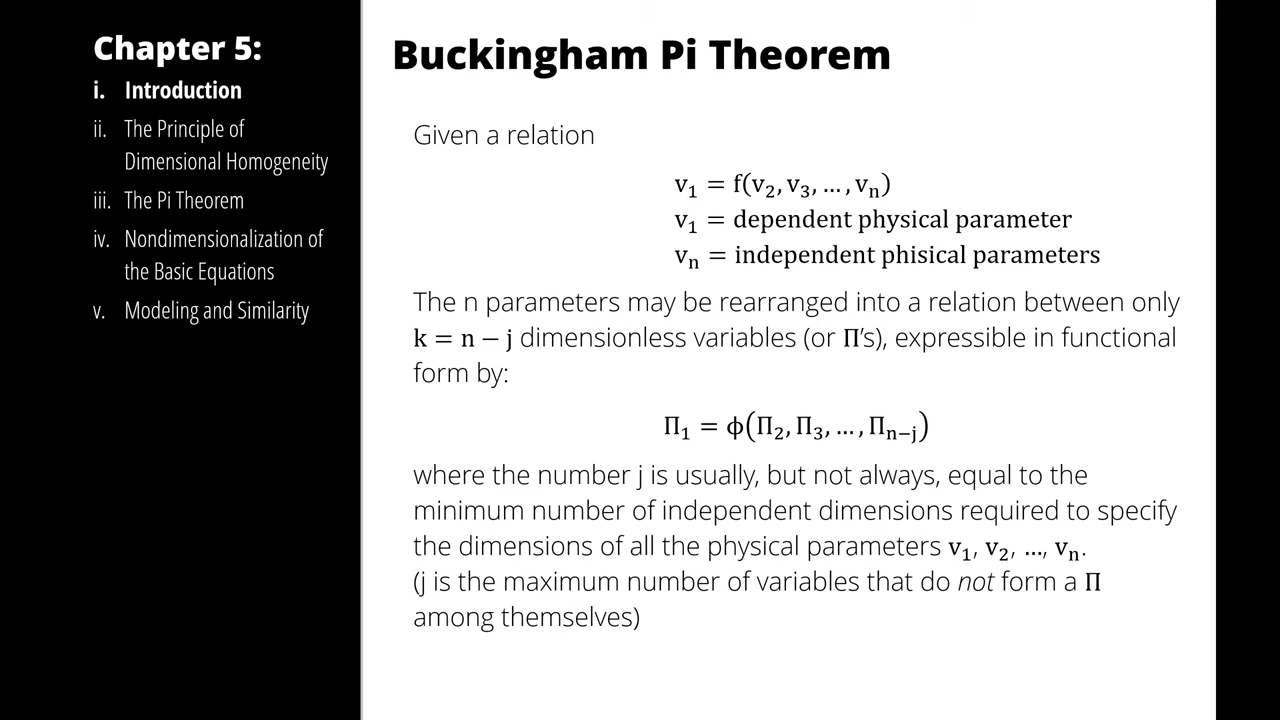 Chapter 5:
i. Introduction
ii. The Principle of
Dimensional Homogeneity
iii. The Pi Theorem
iv. Nondimensionalization of
the Basic Equations
v. Modeling and Similarity
Buckingham Pi Theorem
Given a relation
v₁ = f(v₂, v₃, … , vₙ)
v₁ = dependent physical parameter
vₙ = independent phisical parameters
The n parameters may be rearranged into a relation between only
k = n − j dimensionless variables (or Π's), expressible in functional
form by:
Π₁ = ϕ(Π₂, Π₃, … , Πₙ₋ⱼ)
where the number j is usually, but not always, equal to the
minimum number of independent dimensions required to specify
the dimensions of all the physical parameters v₁, v₂, …, vₙ.
(j is the maximum number of variables that do not form a Π
among themselves)